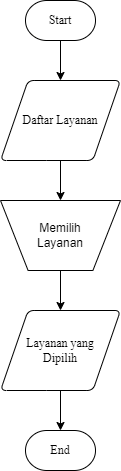 Start
Daftar Layanan
Memilih
Layanan
Layanan yang
Dipilih
End